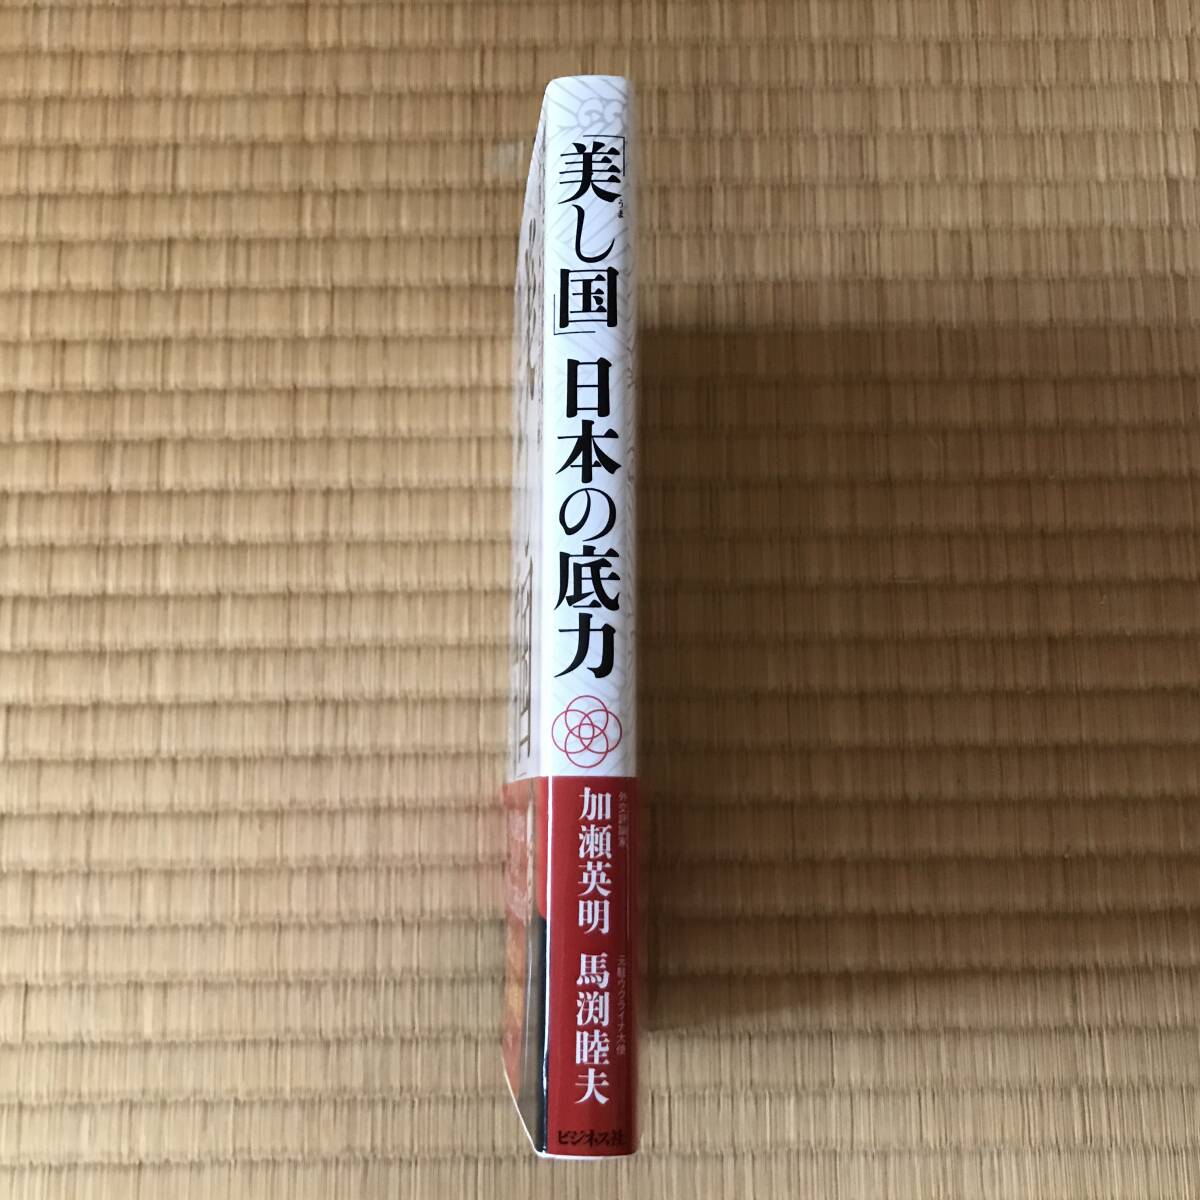 「美し国」日本の底力
うま
外交評論家
加瀬英明
元駐ウクライナ大使
馬渕睦夫
ビジネス社